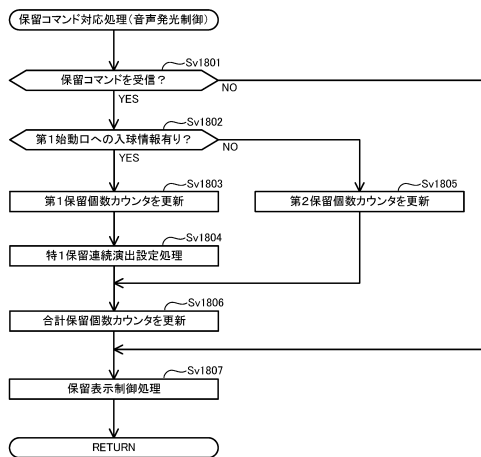 保留コマンド対応処理(音声発光制御)
Sv1801
保留コマンドを受信?
NO
YES
Sv1802
第1始動口への入球情報有り?
NO
YES
Sv1803
第1保留個数カウンタを更新
Sv1805
第2保留個数カウンタを更新
Sv1804
特1保留連続演出設定処理
Sv1806
合計保留個数カウンタを更新
Sv1807
保留表示制御処理
RETURN